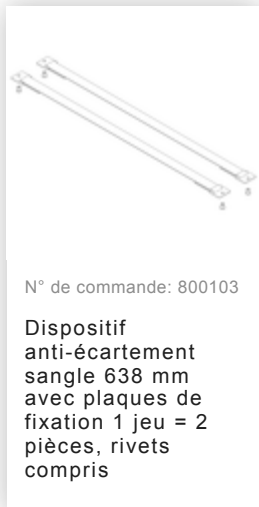 N° de commande: 800103
Dispositif
anti-écartement
sangle 638 mm
avec plaques de
fixation 1 jeu = 2
pièces, rivets
compris